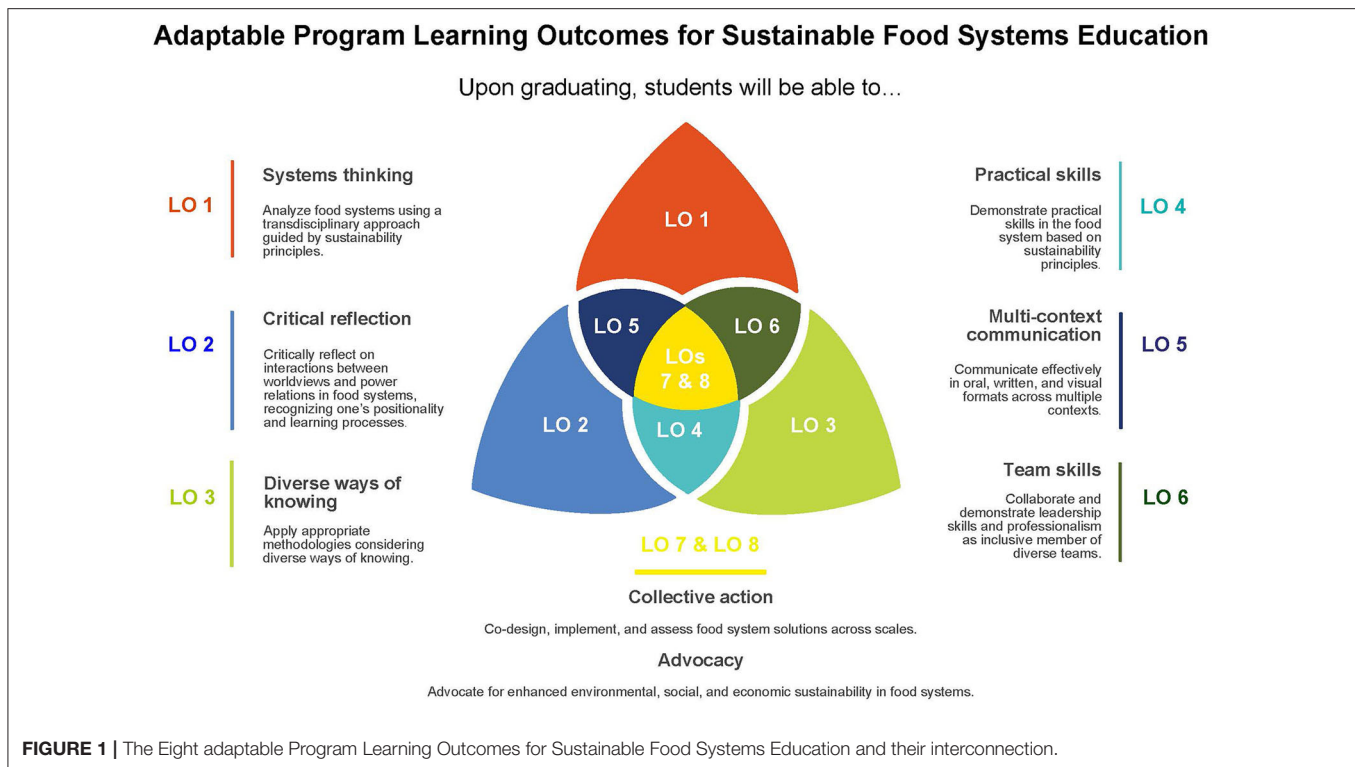 Adaptable Program Learning Outcomes for Sustainable Food Systems Education
Upon graduating, students will be able to…
LO 1
Systems thinking
Analyze food systems using a
transdisciplinary approach
guided by sustainability
principles.
LO 2
Critical reflection
Critically reflect on
interactions between
worldviews and power
relations in food systems,
recognizing one's positionality
and learning processes.
LO 3
Diverse ways of
knowing
Apply appropriate
methodologies considering
diverse ways of knowing.
LO 1
LO 5
LO 6
LOs
7 & 8
LO 2
LO 4
LO 3
Practical skills
Demonstrate practical
skills in the food
system based on
sustainability
principles.
LO 4
Multi-context
communication
Communicate effectively
in oral, written, and visual
formats across multiple
contexts.
LO 5
Team skills
Collaborate and
demonstrate leadership
skills and professionalism
as inclusive member of
diverse teams.
LO 6
LO 7 & LO 8
Collective action
Co-design, implement, and assess food system solutions across scales.
Advocacy
Advocate for enhanced environmental, social, and economic sustainability in food systems.
FIGURE 1 | The Eight adaptable Program Learning Outcomes for Sustainable Food Systems Education and their interconnection.